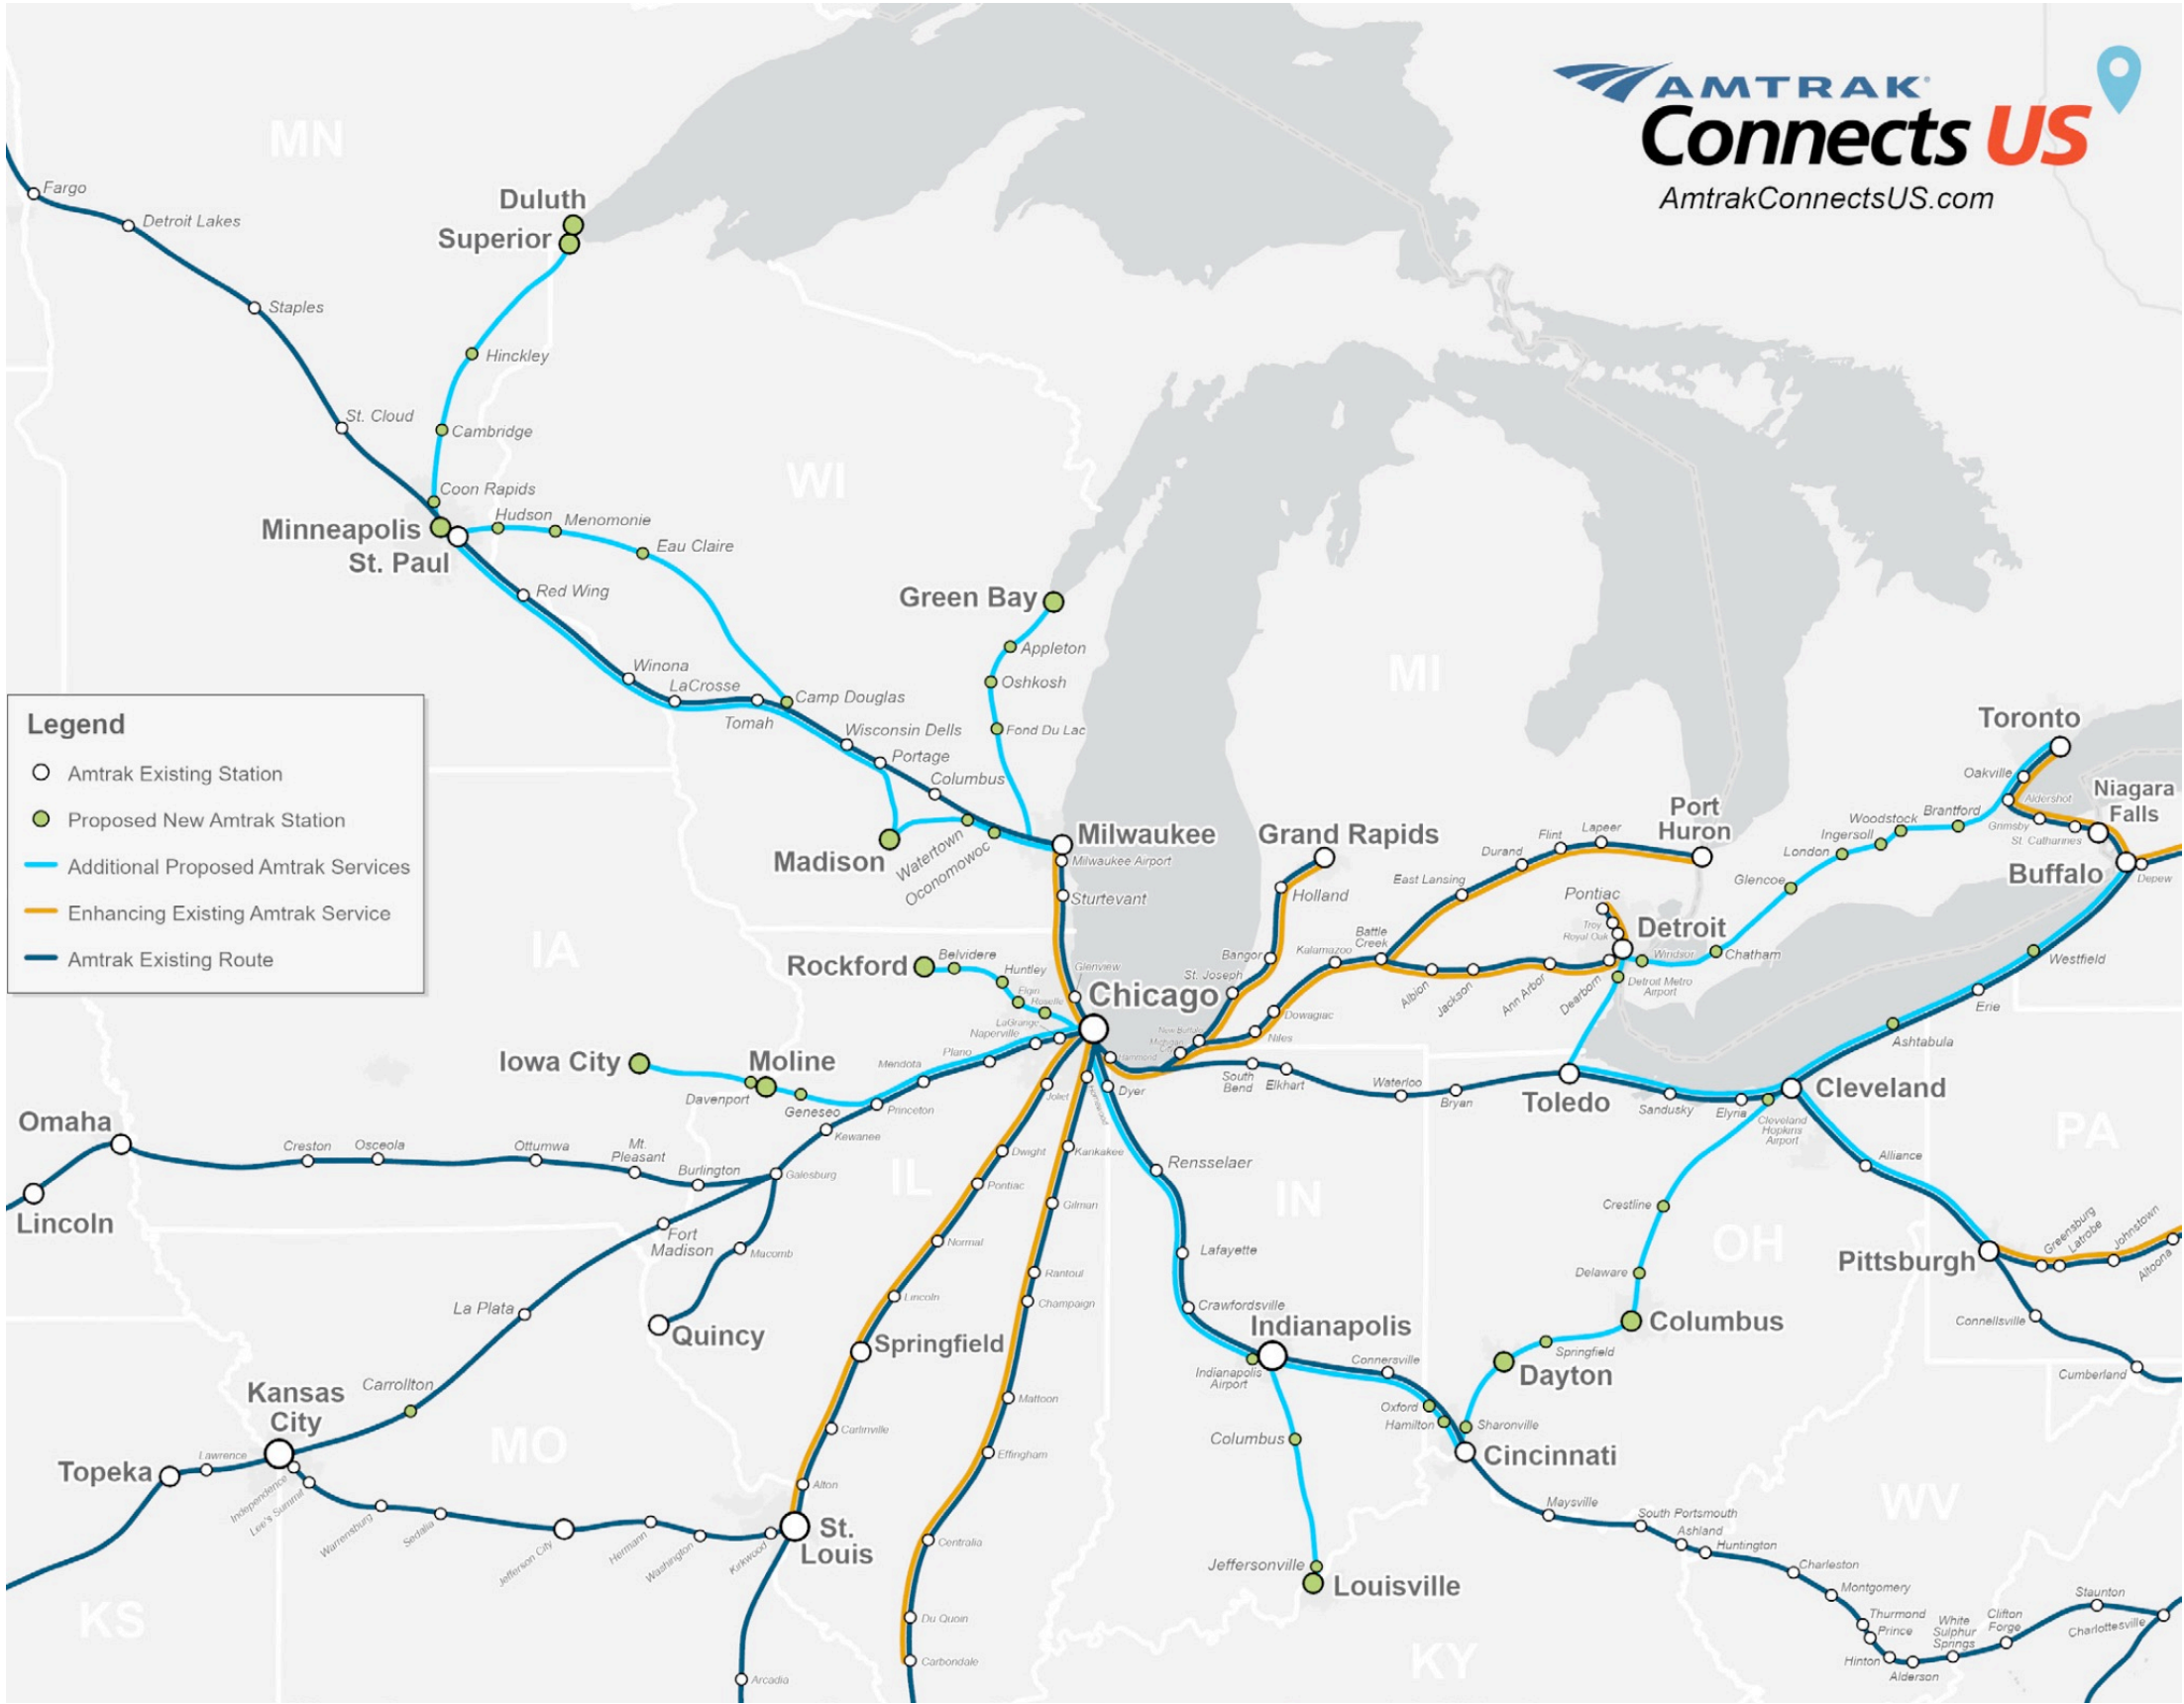 AMTRAK
Connects US
AmtrakConnectsUS.com
MN
Fargo
Detroit Lakes
Duluth
Superior
Staples
Hinckley
St. Cloud
Cambridge
WI
Coon Rapids
Minneapolis
St. Paul
Hudson
Menomonie
Eau Claire
Red Wing
Green Bay
Appleton
Oshkosh
Fond Du Lac
Winona
LaCrosse
Tomah
Camp Douglas
Wisconsin Dells
Portage
Columbus
Madison
Watertown
Oconomowoc
Milwaukee
Milwaukee Airport
Sturtevant
Glenview
MI
Legend
Amtrak Existing Station
Proposed New Amtrak Station
Additional Proposed Amtrak Services
Enhancing Existing Amtrak Service
Amtrak Existing Route
Grand Rapids
Holland
Bangor
St. Joseph
Kalamazoo
Battle
Creek
East Lansing
Durand
Flint
Lapeer
Port
Huron
Pontiac
Troy
Royal Oak
Detroit
Dearborn
Detroit Metro
Airport
Windsor
Chatham
Glencoe
London
Ingersoll
Woodstock
Brantford
Toronto
Oakville
Aldershot
Grimsby
St. Catharines
Niagara
Falls
Buffalo
Depew
Westfield
Erie
Ashtabula
Albion
Jackson
Ann Arbor
Dowagiac
Niles
New Buffalo
Michigan
City
Hammond
IA
Rockford
Belvidere
Huntley
Elgin
Roselle
Chicago
LaGrange
Naperville
Plano
Mendota
Princeton
Iowa City
Moline
Davenport
Geneseo
Kewanee
Galesburg
Omaha
Lincoln
Creston
Osceola
Ottumwa
Mt.
Pleasant
Burlington
Fort
Madison
Macomb
Quincy
La Plata
Carrollton
Kansas
City
Topeka
Lawrence
Independence
Lee's Summit
Warrensburg
Sedalia
Jefferson City
Hermann
Washington
Kirkwood
MO
KS
St.
Louis
Arcadia
IL
Joliet
Dwight
Pontiac
Normal
Lincoln
Springfield
Carlinville
Alton
Homewood
Kankakee
Gilman
Rantoul
Champaign
Mattoon
Effingham
Centralia
Du Quoin
Carbondale
Dyer
Rensselaer
IN
Lafayette
Crawfordsville
Indianapolis
Indianapolis
Airport
Connersville
Oxford
Hamilton
Columbus
Jeffersonville
Louisville
KY
South
Bend
Elkhart
Waterloo
Bryan
Toledo
Sandusky
Elyria
Cleveland
Cleveland
Hopkins
Airport
Crestline
Delaware
OH
Columbus
Springfield
Dayton
Sharonville
Cincinnati
Alliance
PA
Pittsburgh
Greensburg
Latrobe
Johnstown
Altoona
Connellsville
Cumberland
WV
Maysville
South Portsmouth
Ashland
Huntington
Charleston
Montgomery
Thurmond
Prince
Hinton
Alderson
White
Sulphur
Springs
Clifton
Forge
Staunton
Charlottesville